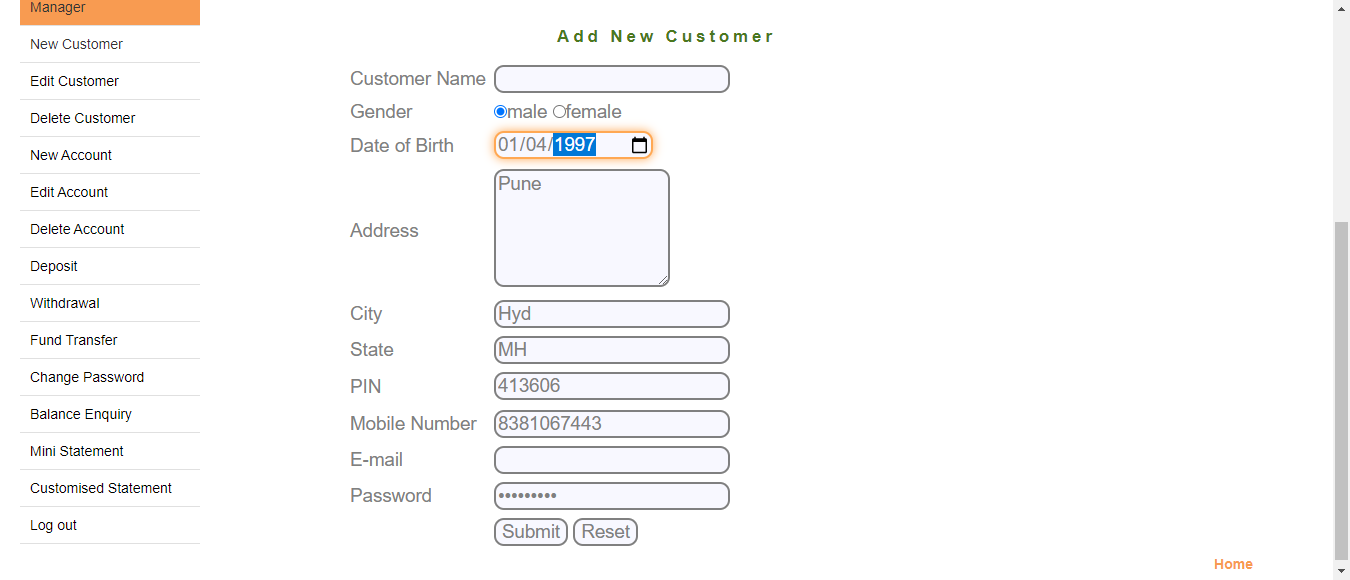 Manager
New Customer
Edit Customer
Delete Customer
New Account
Edit Account
Delete Account
Deposit
Withdrawal
Fund Transfer
Change Password
Balance Enquiry
Mini Statement
Customised Statement
Log out
Add New Customer
Customer Name
Gender male female
Date of Birth 01/04/1997
Address Pune
City Hyd
State MH
PIN 413606
Mobile Number 8381067443
E-mail
Password •••••••••
Submit Reset
Home